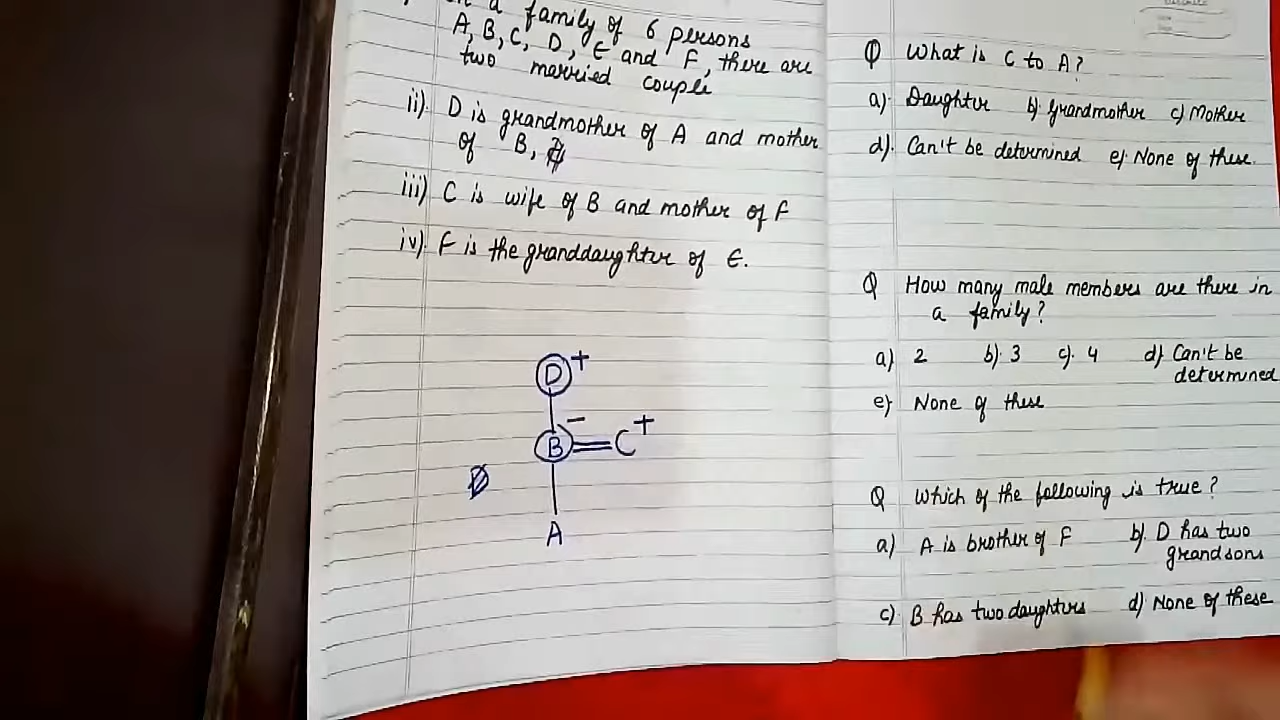 a family of 6 persons
A, B, C, D, E and F, there are
two married couple
ii). D is grandmother of A and mother
of B,
iii) C is wife of B and mother of F
iv). F is the granddaughter of E.
D +
B - = C +
A
Q What is C to A?
a). Daughter b). Grandmother c) Mother
d). Can't be determined e). None of these.
Q How many male members are there in
a family?
a) 2 b). 3 c). 4 d) Can't be
determined
e) None of these
Q Which of the following is true?
a) A is brother of F b). D has two
grandsons
c). B has two daughters d) None of these